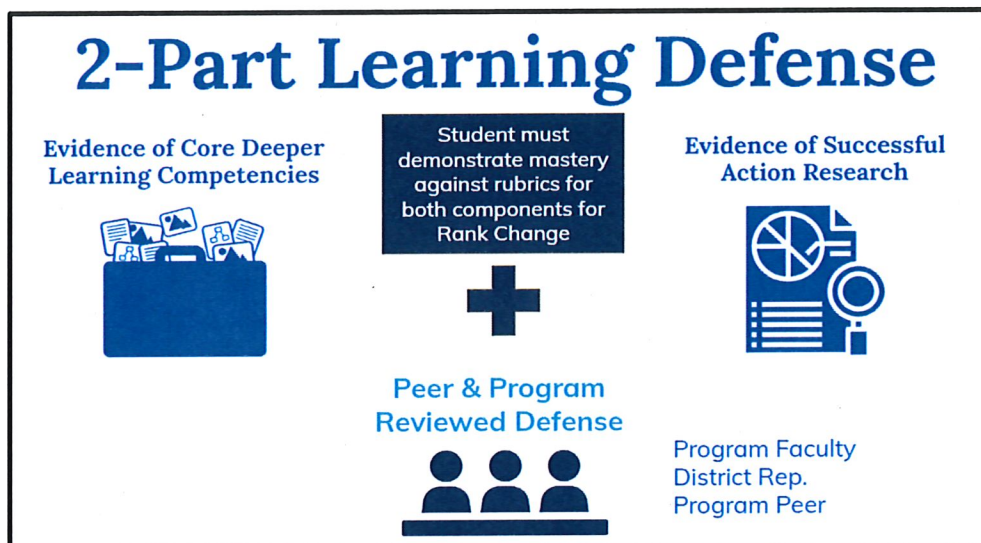 2-Part Learning Defense
Evidence of Core Deeper
Learning Competencies
Student must
demonstrate mastery
against rubrics for
both components for
Rank Change
Evidence of Successful
Action Research
Peer & Program
Reviewed Defense
Program Faculty
District Rep.
Program Peer